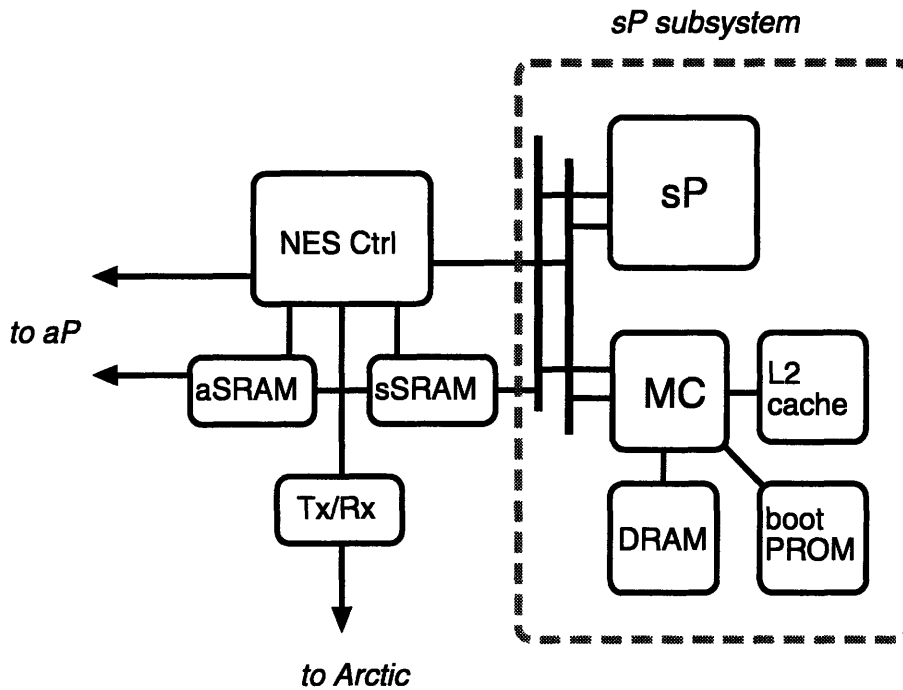 sP subsystem
sP
NES Ctrl
to aP
aSRAM
sSRAM
MC
L2
cache
Tx/Rx
DRAM
boot
PROM
to Arctic